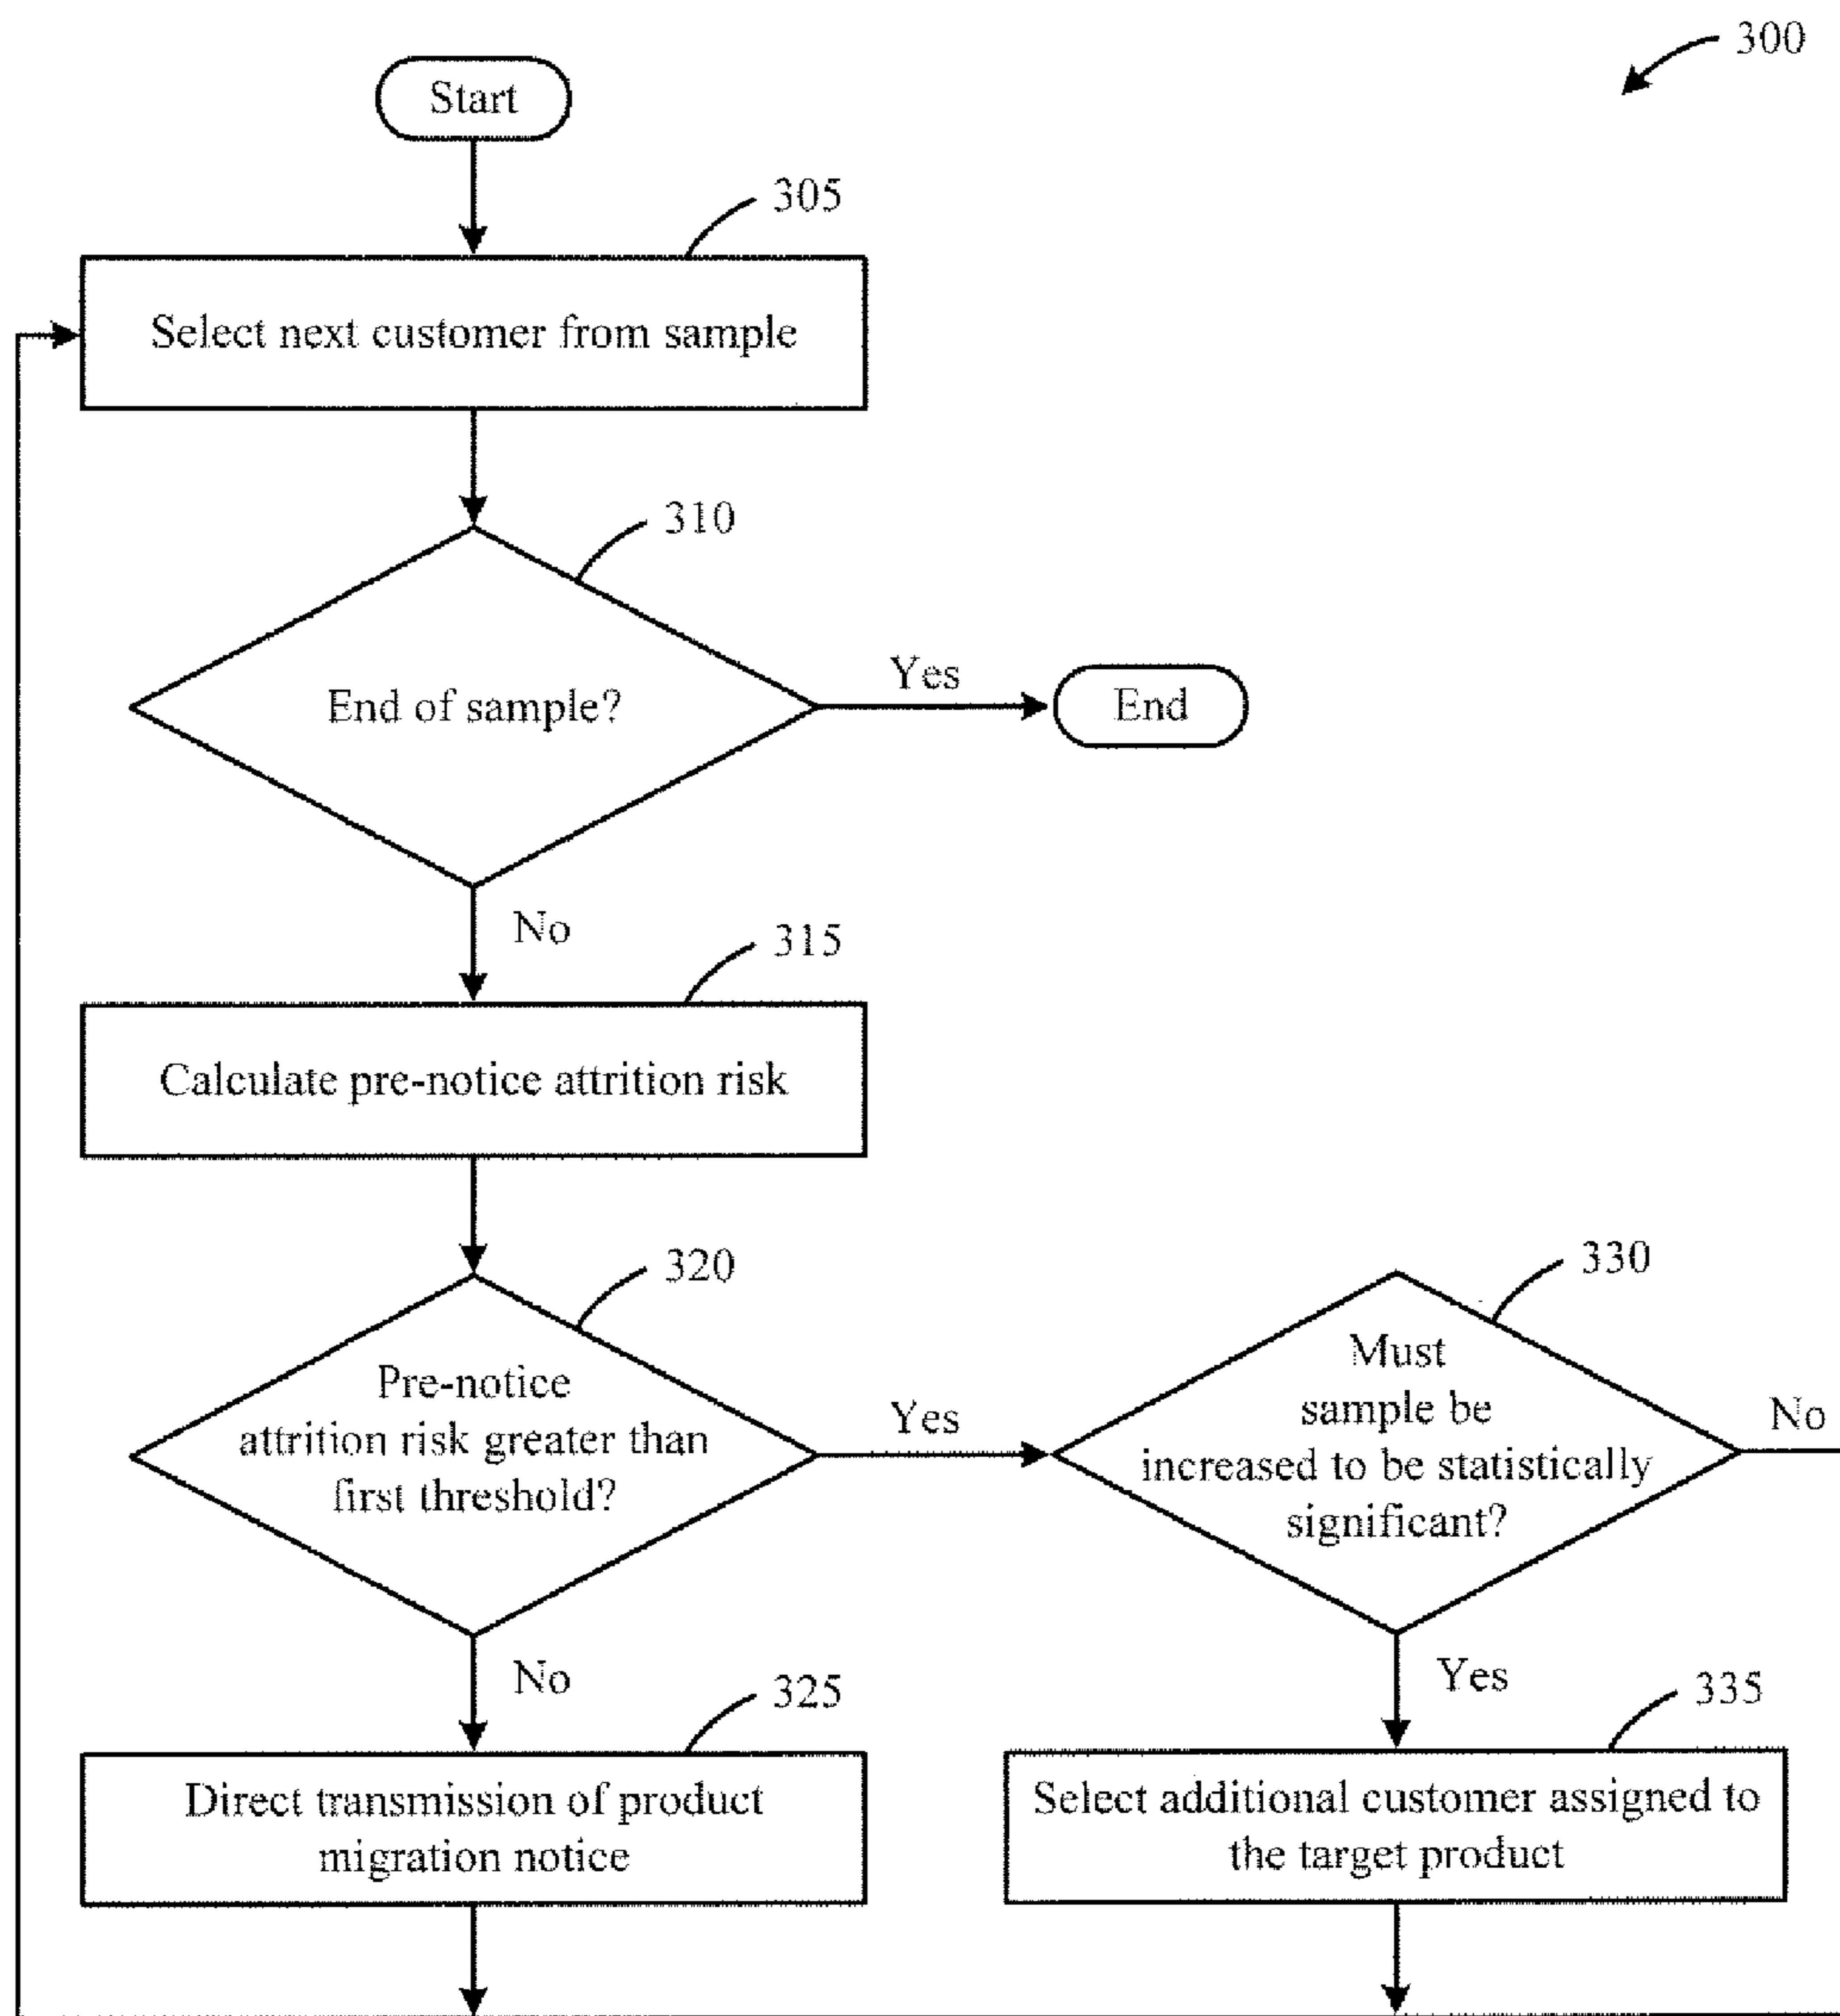 300
Start
305
Select next customer from sample
310
End of sample?
Yes
End
No
315
Calculate pre-notice attrition risk
320
Pre-notice
attrition risk greater than
first threshold?
Yes
330
Must
sample be
increased to be statistically
significant?
No
No
325
Direct transmission of product
migration notice
Yes
335
Select additional customer assigned to
the target product